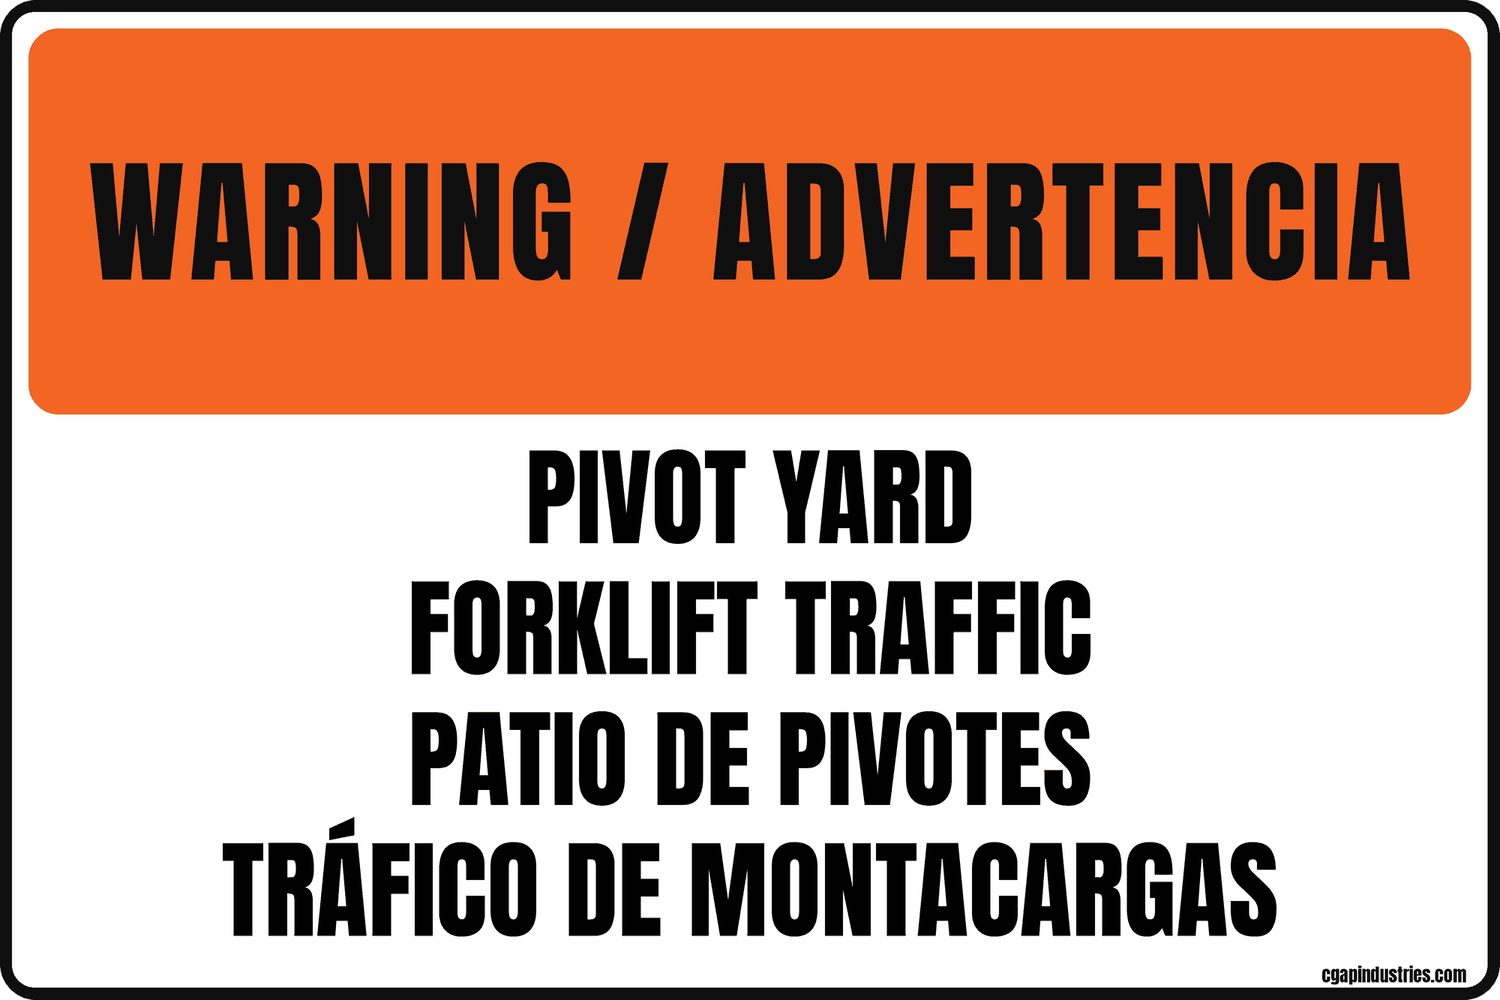 WARNING / ADVERTENCIA
PIVOT YARD
FORKLIFT TRAFFIC
PATIO DE PIVOTES
TRÁFICO DE MONTACARGAS
cgapindustries.com